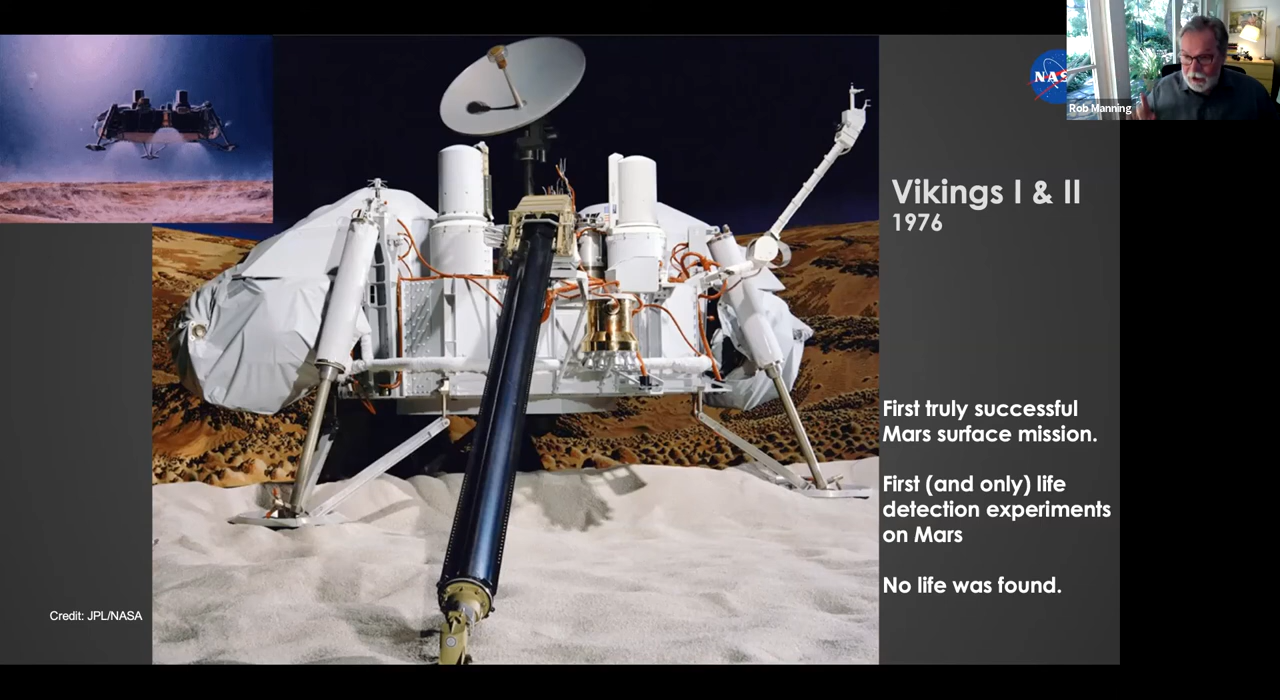 NAS
Rob Manning
Vikings I & II
1976
First truly successful
Mars surface mission.
First (and only) life
detection experiments
on Mars
No life was found.
Credit: JPL/NASA